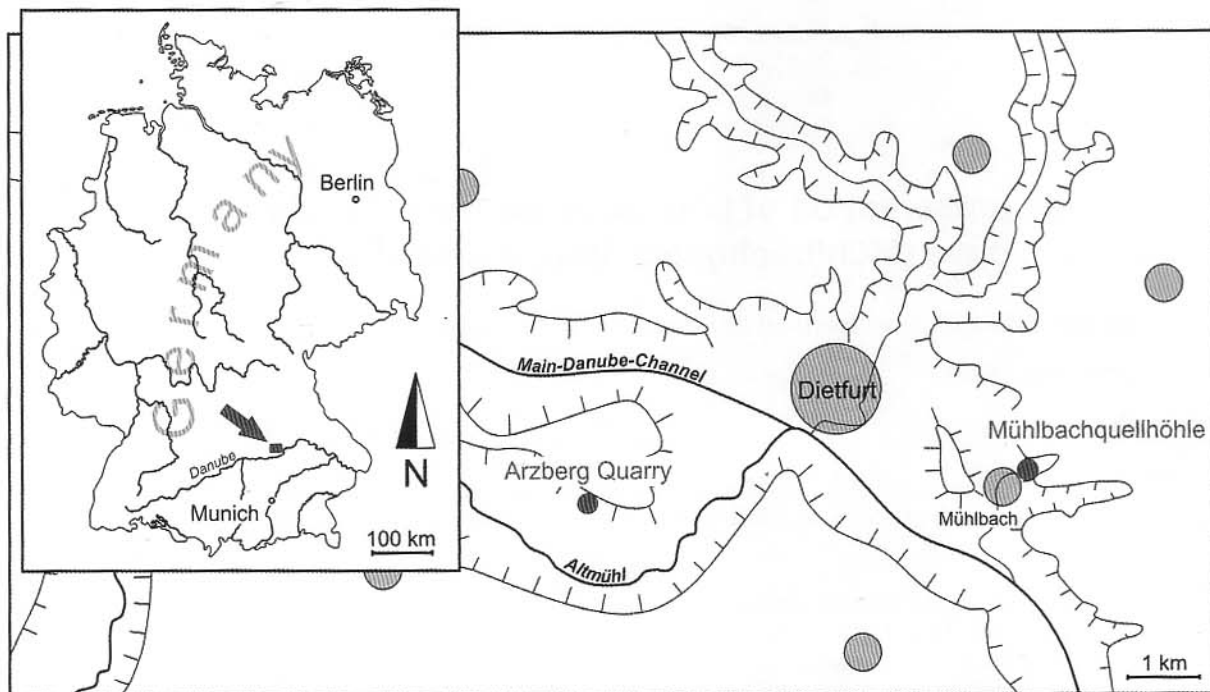 Germany
Berlin
Danube
Munich
N
100 km
Main-Danube-Channel
Dietfurt
Arzberg Quarry
Altmühl
Mühlbachquellhöhle
Mühlbach
1 km